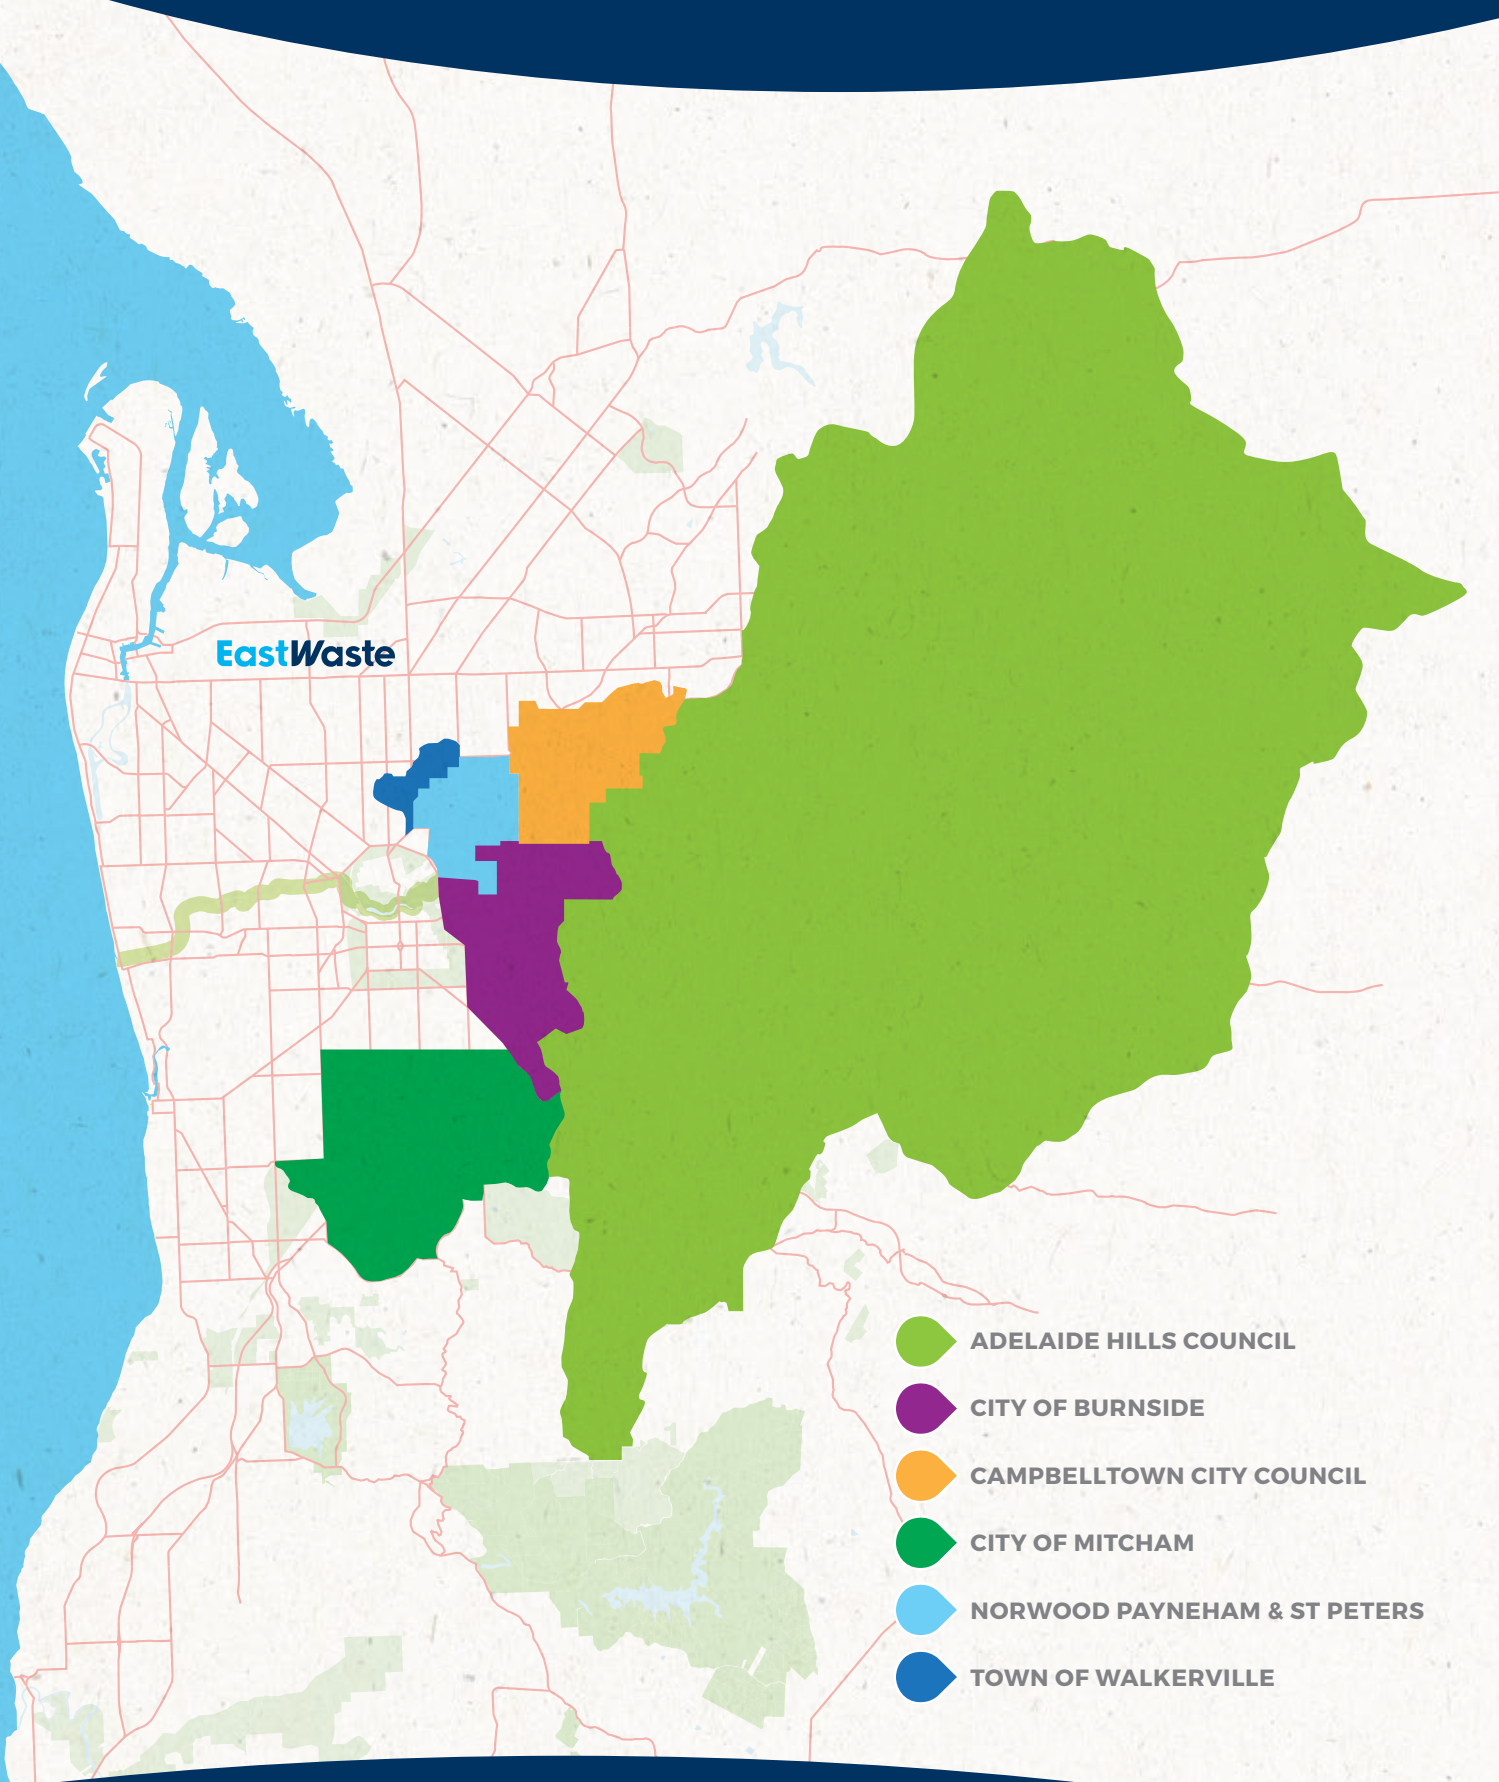 EastWaste
ADELAIDE HILLS COUNCIL
CITY OF BURNSIDE
CAMPBELLTOWN CITY COUNCIL
CITY OF MITCHAM
NORWOOD PAYNEHAM & ST PETERS
TOWN OF WALKERVILLE